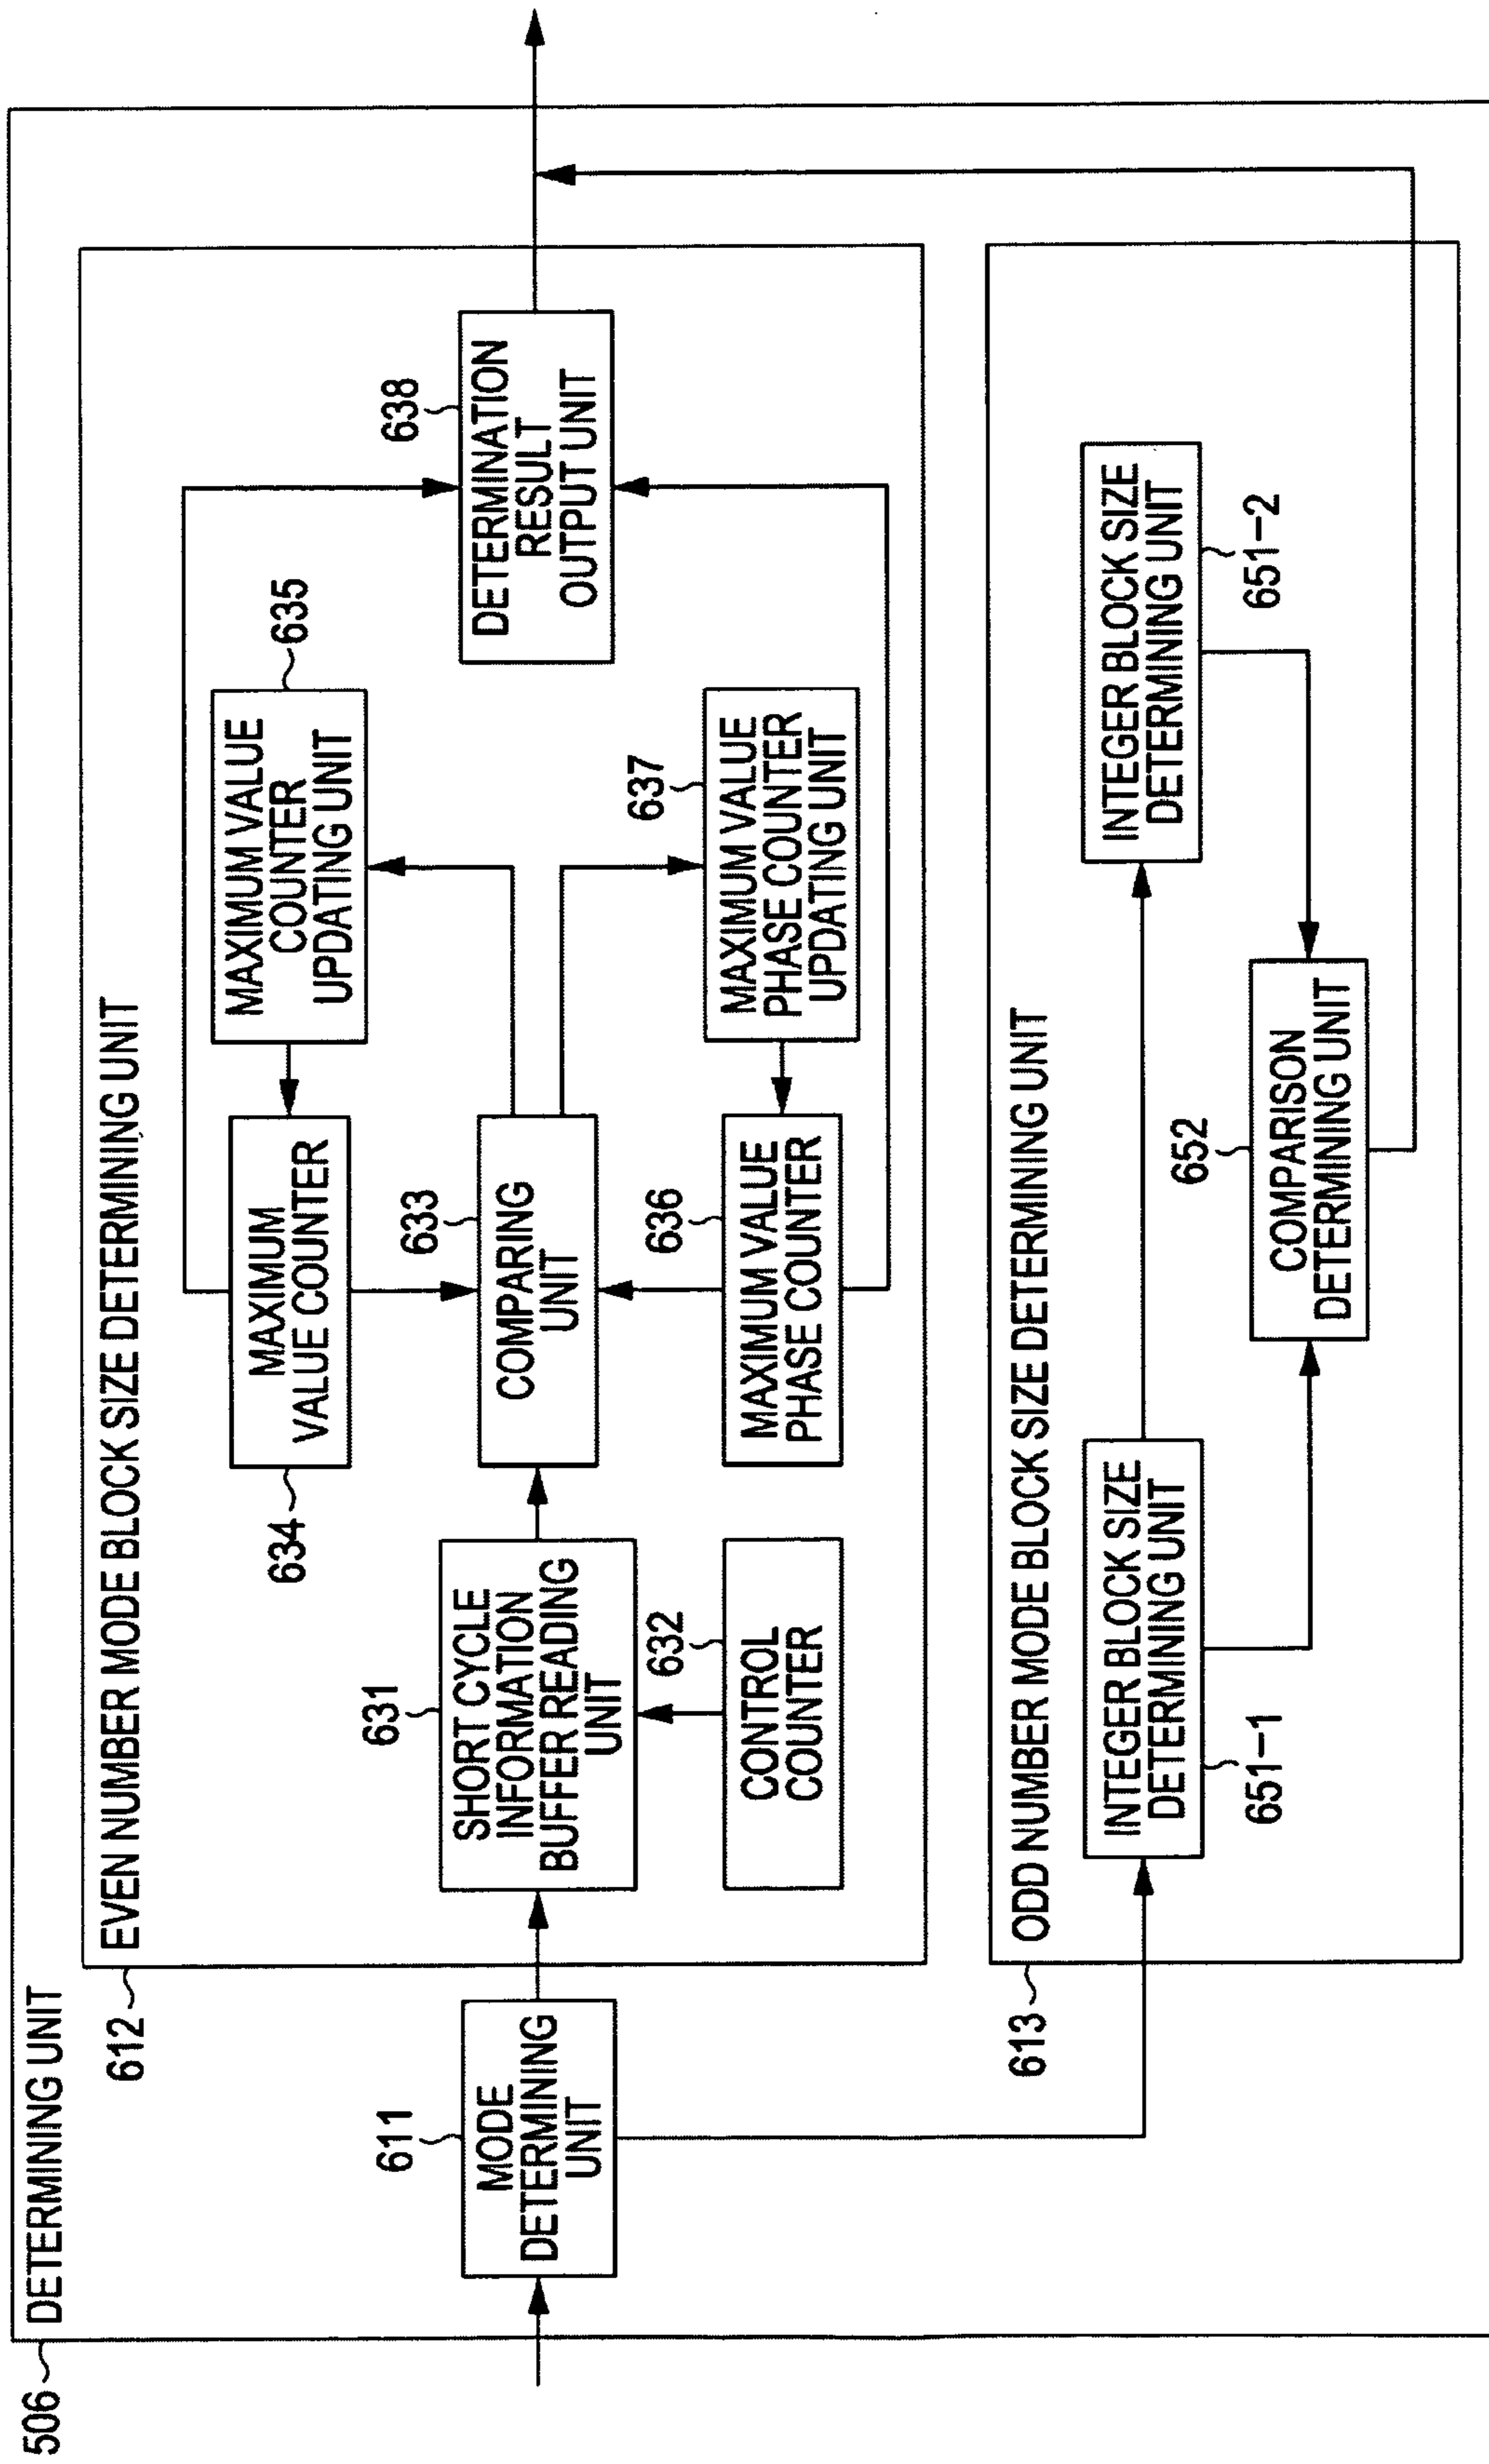 506
DETERMINING UNIT
611
MODE
DETERMINING
UNIT
612
EVEN NUMBER MODE BLOCK SIZE DETERMINING UNIT
631
SHORT CYCLE
INFORMATION
BUFFER READING
UNIT
632
CONTROL
COUNTER
634
MAXIMUM
VALUE COUNTER
633
COMPARING
UNIT
636
MAXIMUM VALUE
PHASE COUNTER
635
MAXIMUM VALUE
COUNTER
UPDATING UNIT
637
MAXIMUM VALUE
PHASE COUNTER
UPDATING UNIT
638
DETERMINATION
RESULT
OUTPUT UNIT
613
ODD NUMBER MODE BLOCK SIZE DETERMINING UNIT
INTEGER BLOCK SIZE
DETERMINING UNIT
651-1
652
COMPARISON
DETERMINING UNIT
INTEGER BLOCK SIZE
DETERMINING UNIT
651-2